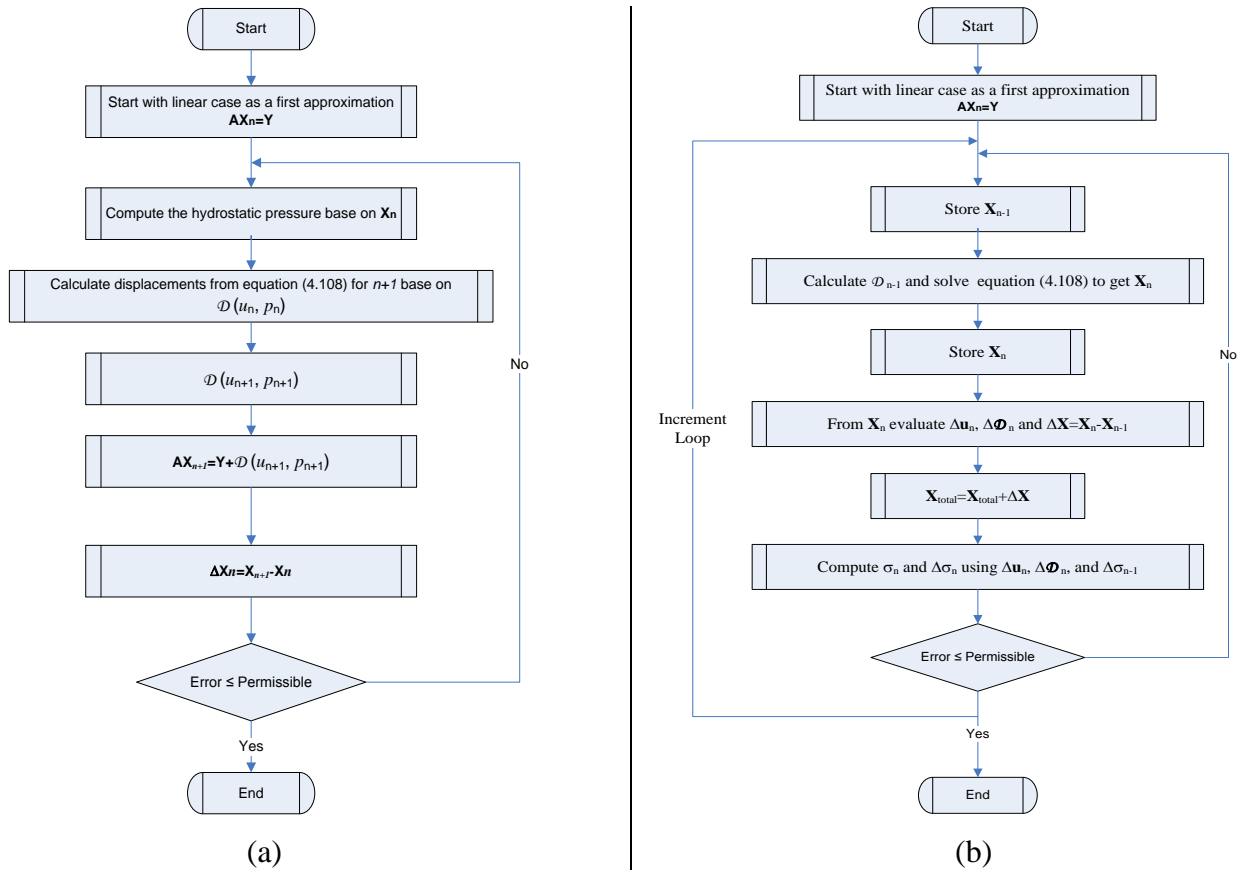 Start
Start with linear case as a first approximation
AXn=Y
Compute the hydrostatic pressure base on Xn
Calculate displacements from equation (4.108) for n+1 base on
𝒟 (un, pn)
𝒟 (un+1, pn+1)
AXn+1=Y+𝒟 (un+1, pn+1)
ΔXn=Xn+1-Xn
Error ≤ Permissible
No
Yes
End
(a)
Start
Start with linear case as a first approximation
AXn=Y
Store Xn-1
Calculate 𝒟 n-1 and solve equation (4.108) to get Xn
Store Xn
From Xn evaluate Δun, Δ𝓓n and ΔX=Xn-Xn-1
Xtotal=Xtotal+ΔX
Compute σn and Δσn using Δun, Δ𝓓n, and Δσn-1
Error ≤ Permissible
Increment
Loop
No
Yes
End
(b)